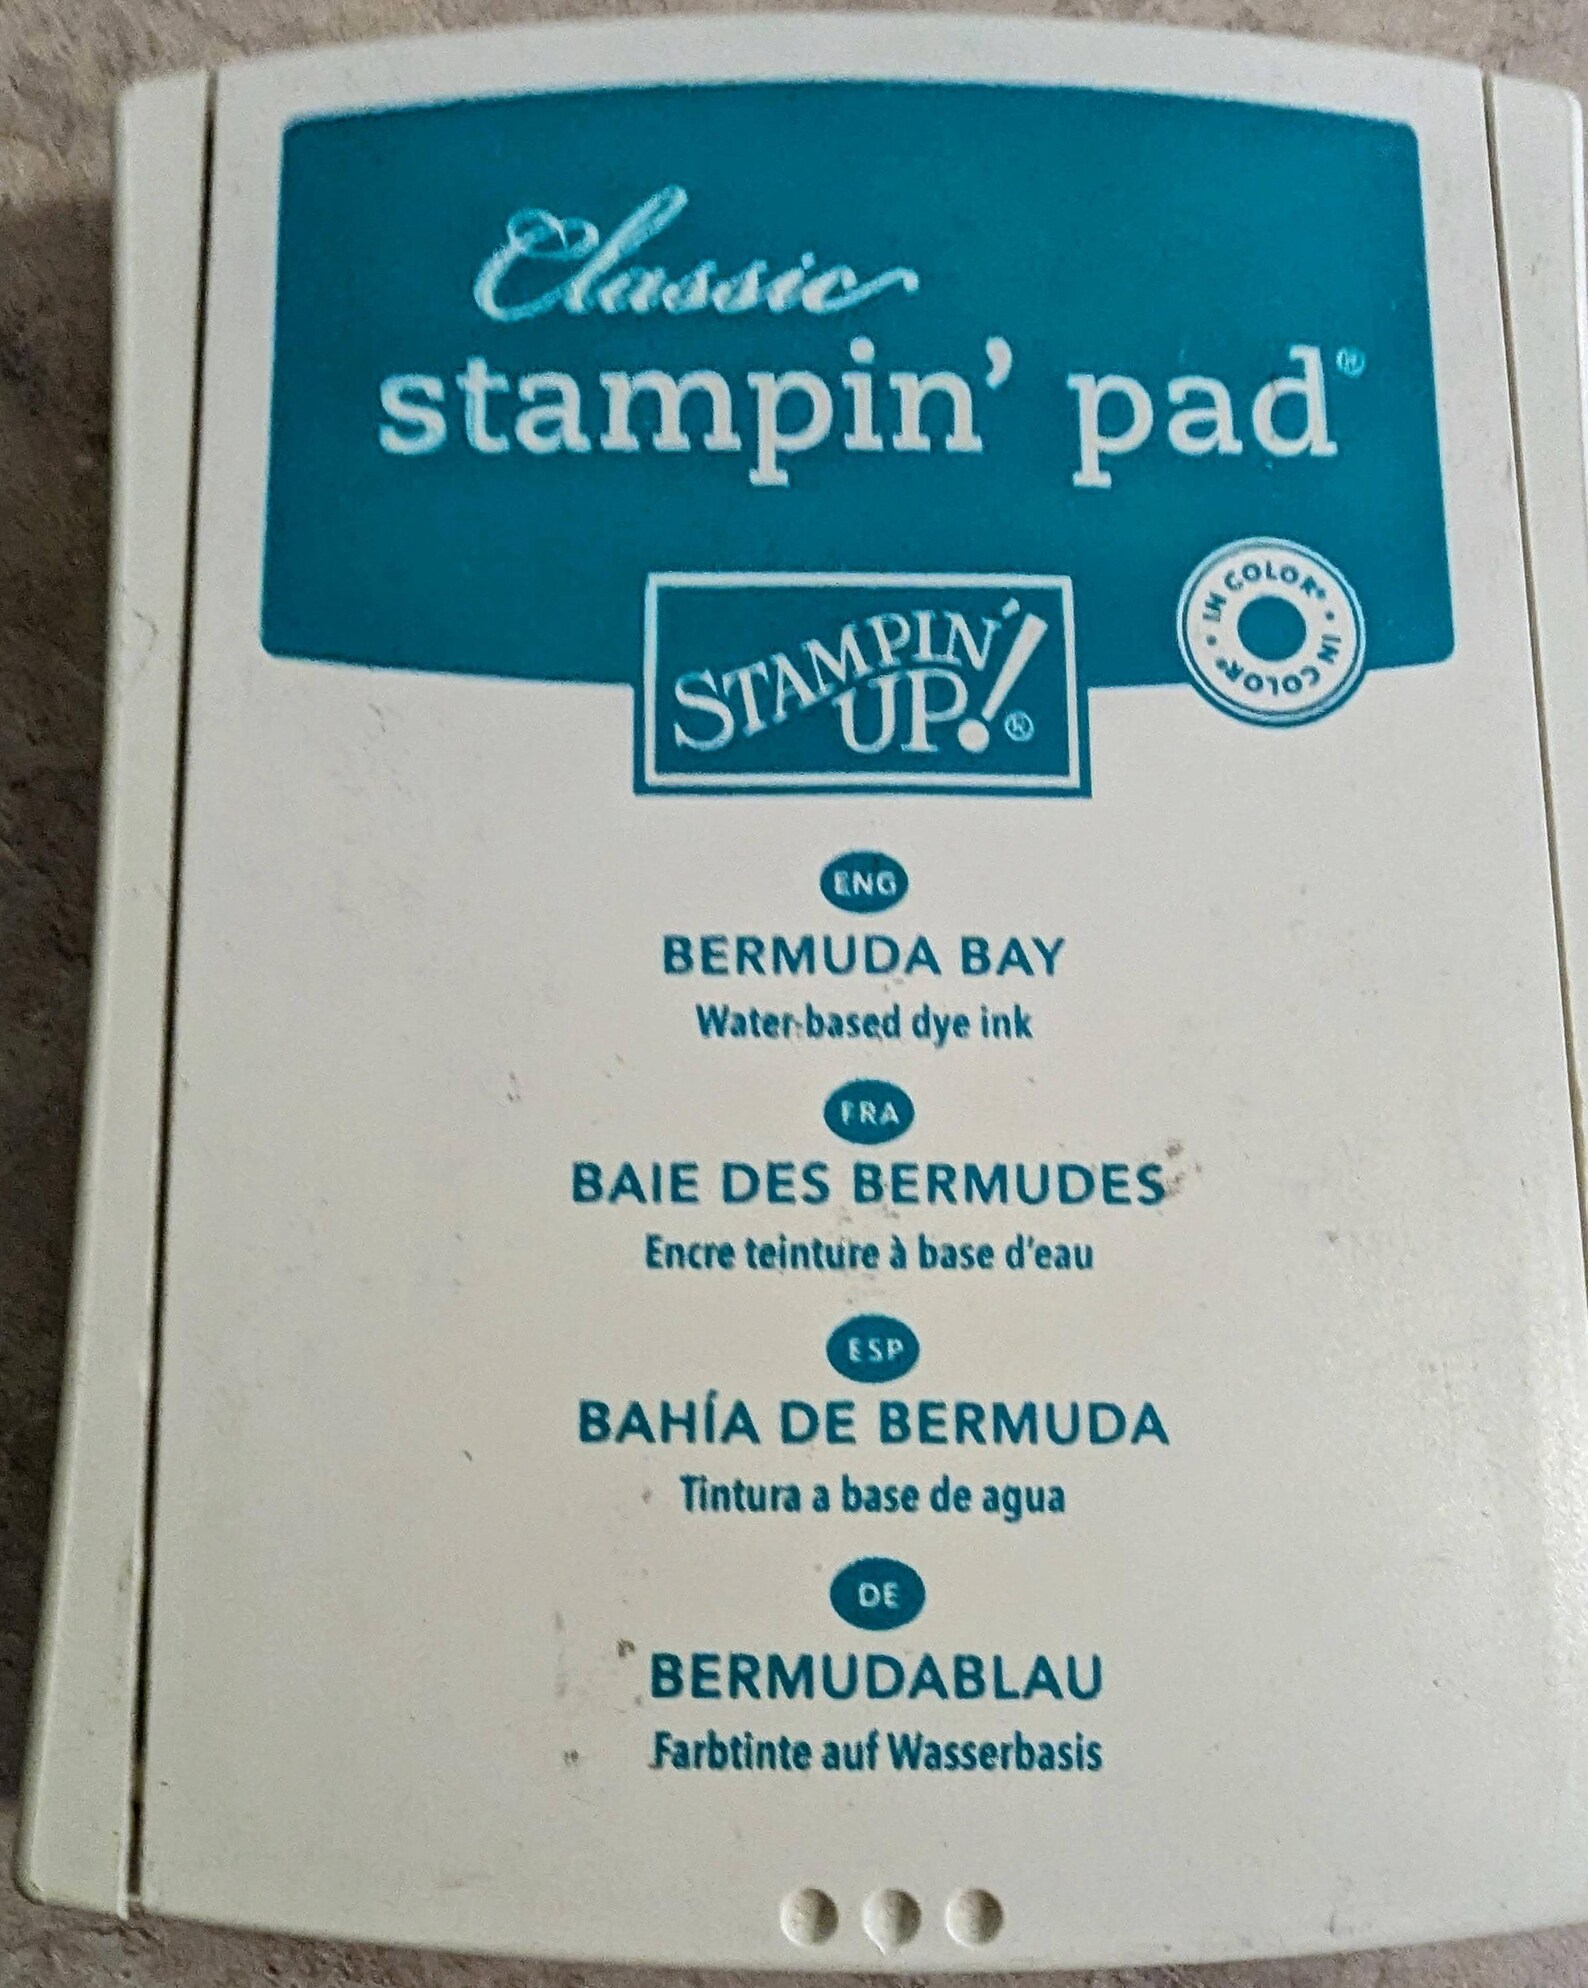 Classic
stampin' pad®
STAMPIN'
UP!®
IN COLOR® • IN COLOR® •
ENG
BERMUDA BAY
Water-based dye ink
FRA
BAIE DES BERMUDES
Encre teinture à base d'eau
ESP
BAHÍA DE BERMUDA
Tintura a base de agua
DE
BERMUDABLAU
Farbtinte auf Wasserbasis